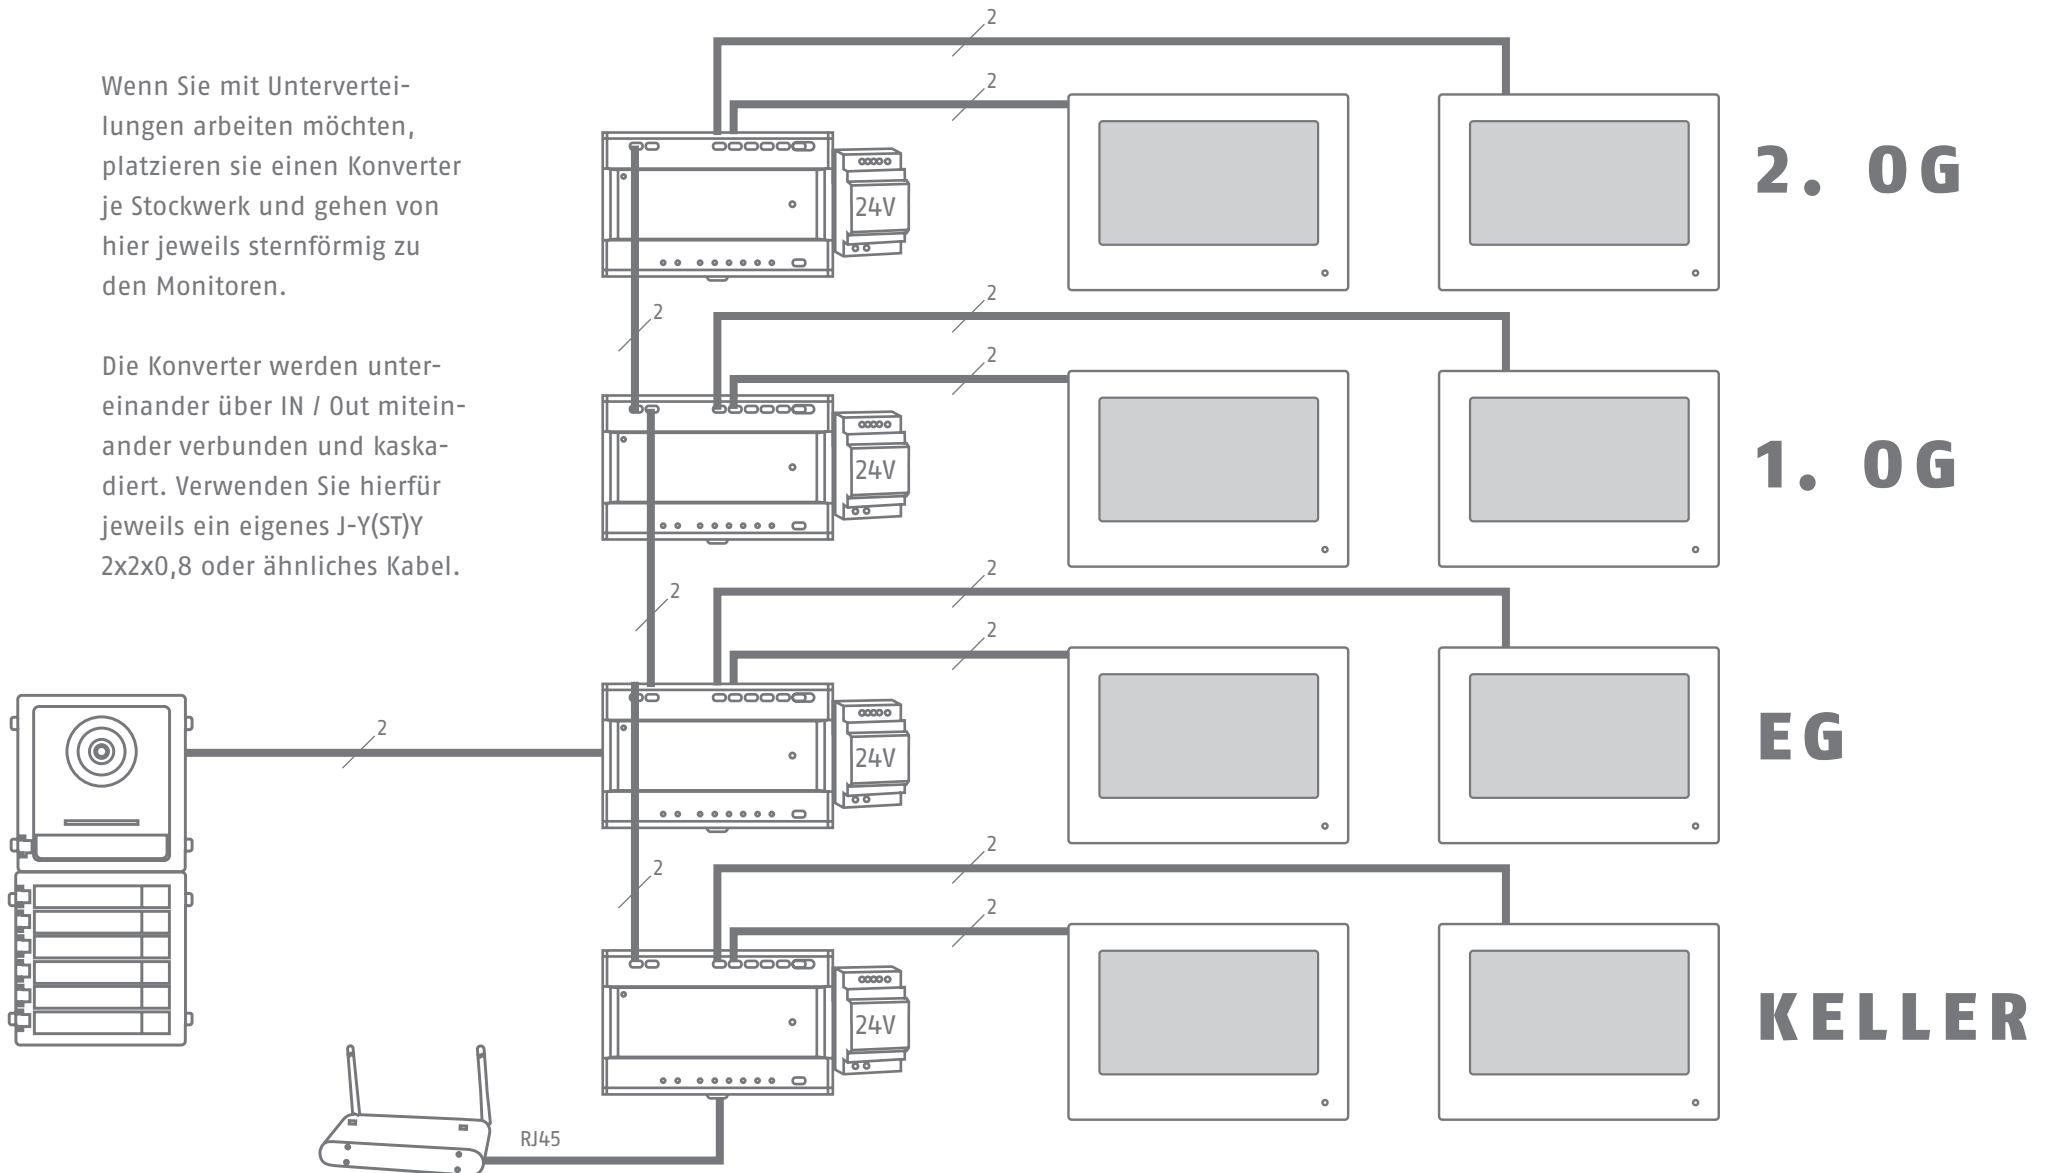 Wenn Sie mit Untervertei-
lungen arbeiten möchten,
platzieren sie einen Konverter
je Stockwerk und gehen von
hier jeweils sternförmig zu
den Monitoren.
Die Konverter werden unter-
einander über IN / Out mitein-
ander verbunden und kaska-
diert. Verwenden Sie hierfür
jeweils ein eigenes J-Y(ST)Y
2x2x0,8 oder ähnliches Kabel.
2
2
24V
2. OG
2
2
2
24V
1. OG
2
2
2
24V
EG
2
2
2
2
24V
KELLER
RJ45